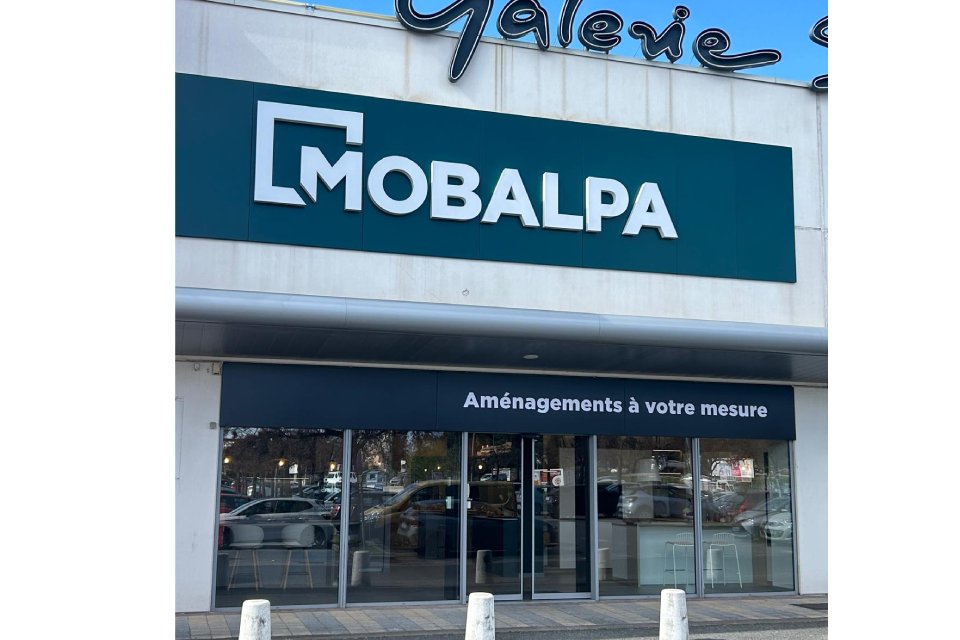 Galerie
MOBALPA
Aménagements à votre mesure